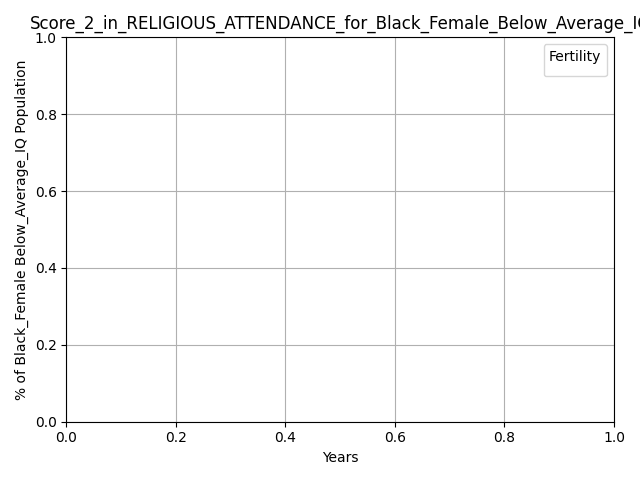 Score_2_in_RELIGIOUS_ATTENDANCE_for_Black_Female_Below_Average_IQ
Fertility
% of Black_Female Below_Average_IQ Population
1.0
0.8
0.6
0.4
0.2
0.0
0.0 0.2 0.4 0.6 0.8 1.0
Years